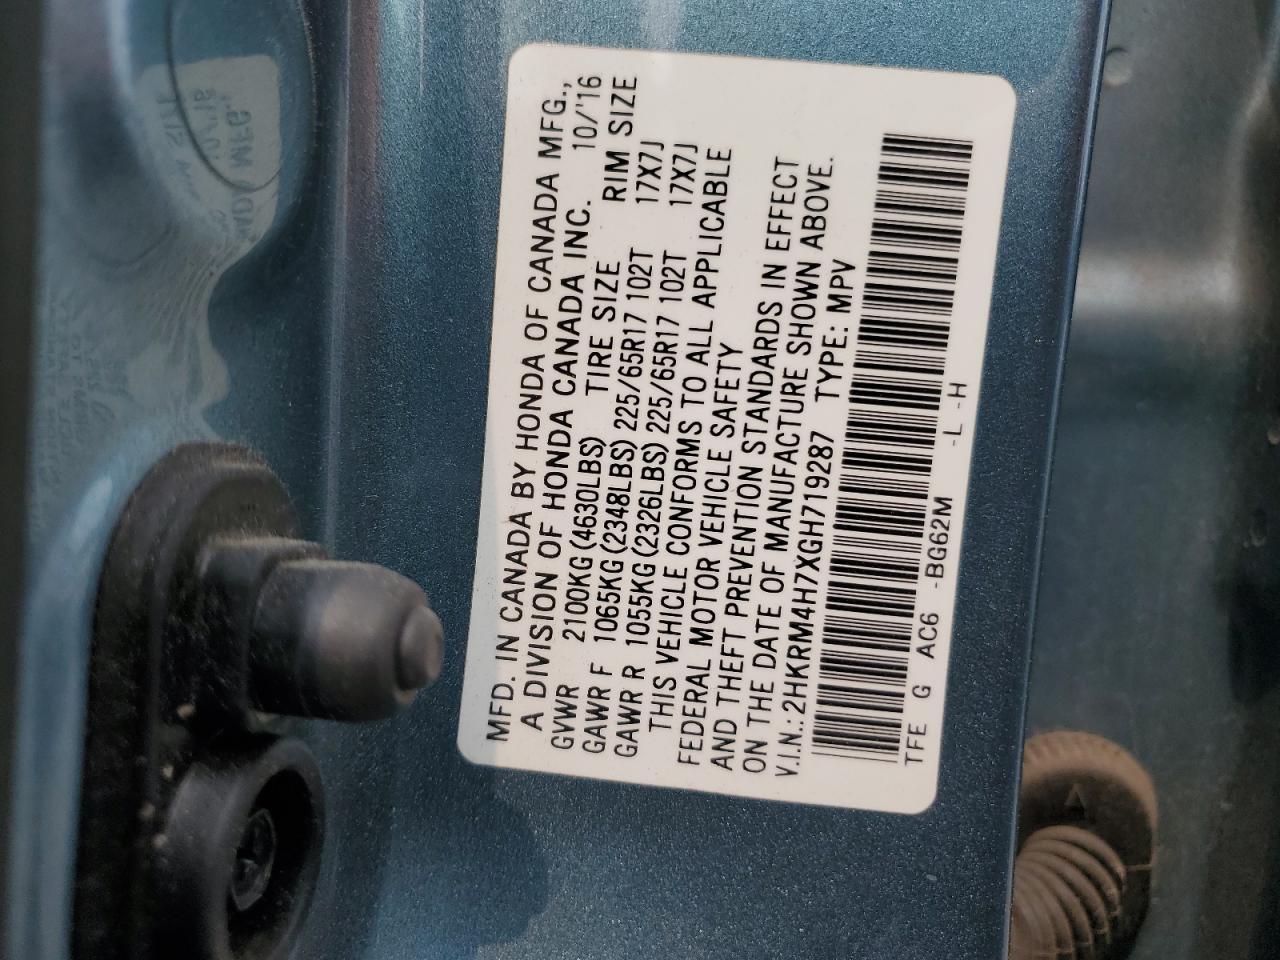 MFD. IN CANADA BY HONDA OF CANADA MFG.,
A DIVISION OF HONDA CANADA INC. 10/'16
GVWR 2100KG (4630LBS) TIRE SIZE RIM SIZE
GAWR F 1065KG (2348LBS) 225/65R17 102T 17X7J
GAWR R 1055KG (2326LBS) 225/65R17 102T 17X7J
THIS VEHICLE CONFORMS TO ALL APPLICABLE
FEDERAL MOTOR VEHICLE SAFETY
AND THEFT PREVENTION STANDARDS IN EFFECT
ON THE DATE OF MANUFACTURE SHOWN ABOVE.
V.I.N.: 2HKRM4H7XGH719287 TYPE: MPV
TFE G AC6 -BG62M -L -H